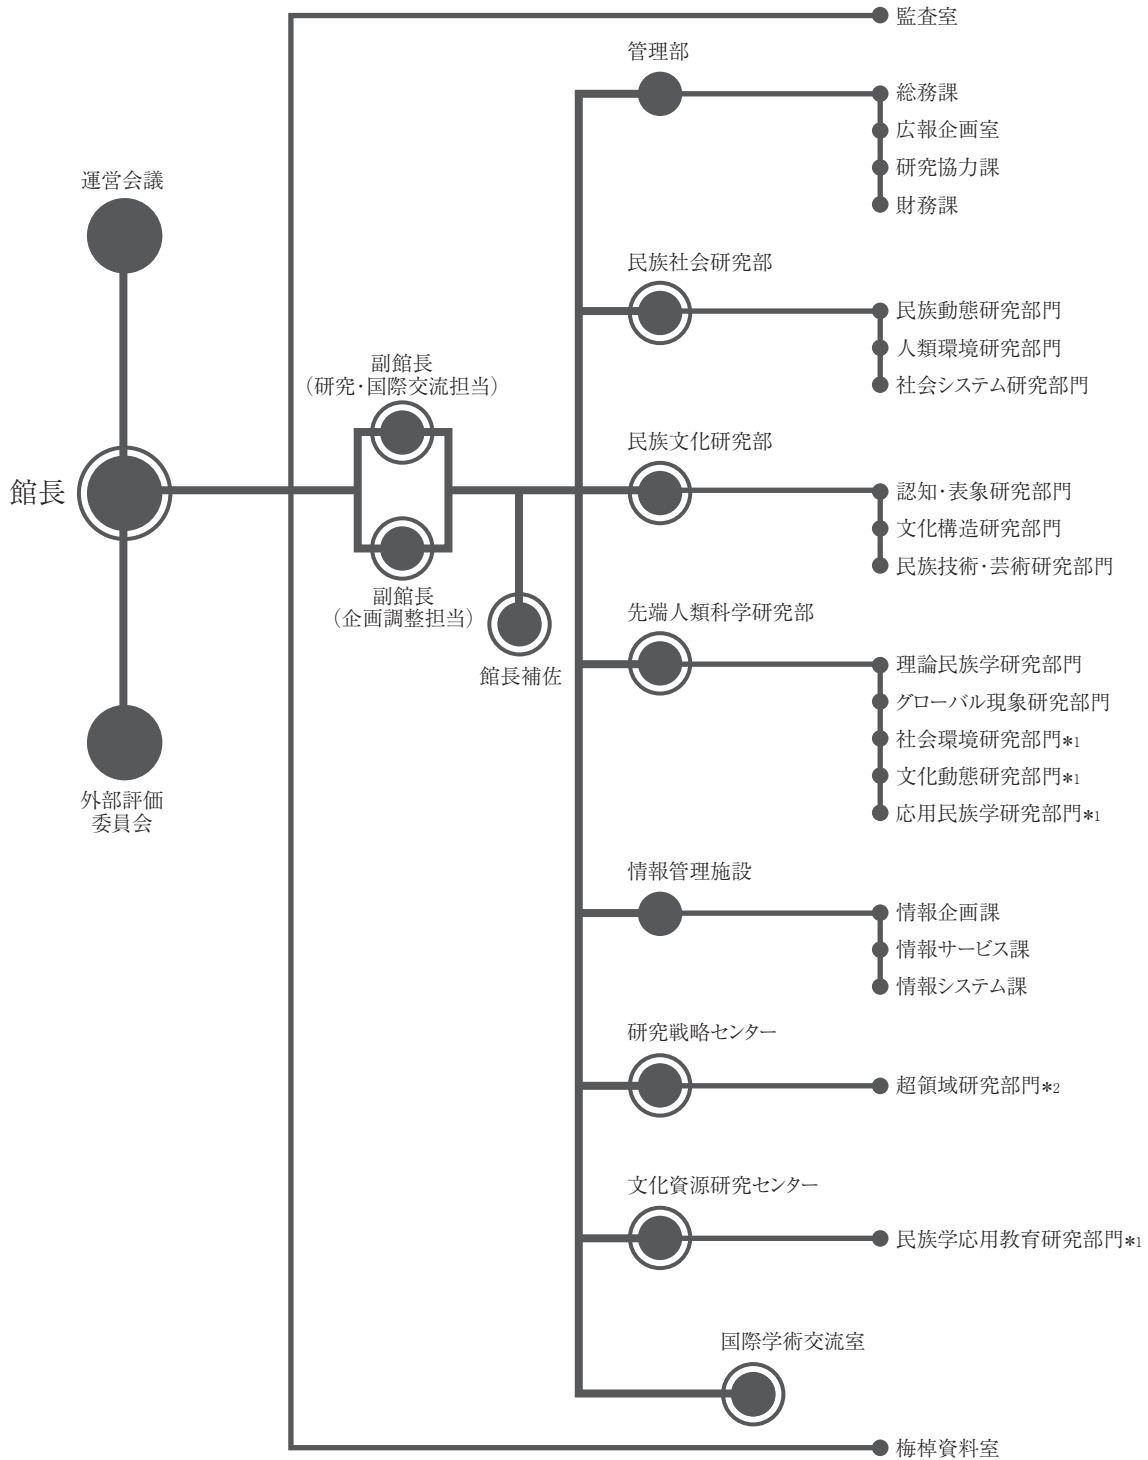 監査室
管理部
総務課
広報企画室
研究協力課
財務課
運営会議
民族社会研究部
民族動態研究部門
人類環境研究部門
社会システム研究部門
副館長
（研究・国際交流担当）
館長
民族文化研究部
認知・表象研究部門
文化構造研究部門
民族技術・芸術研究部門
副館長
（企画調整担当）
館長補佐
先端人類科学研究部
理論民族学研究部門
グローバル現象研究部門
社会環境研究部門*1
文化動態研究部門*1
応用民族学研究部門*1
外部評価
委員会
情報管理施設
情報企画課
情報サービス課
情報システム課
研究戦略センター
超領域研究部門*2
文化資源研究センター
民族学応用教育研究部門*1
国際学術交流室
梅棹資料室